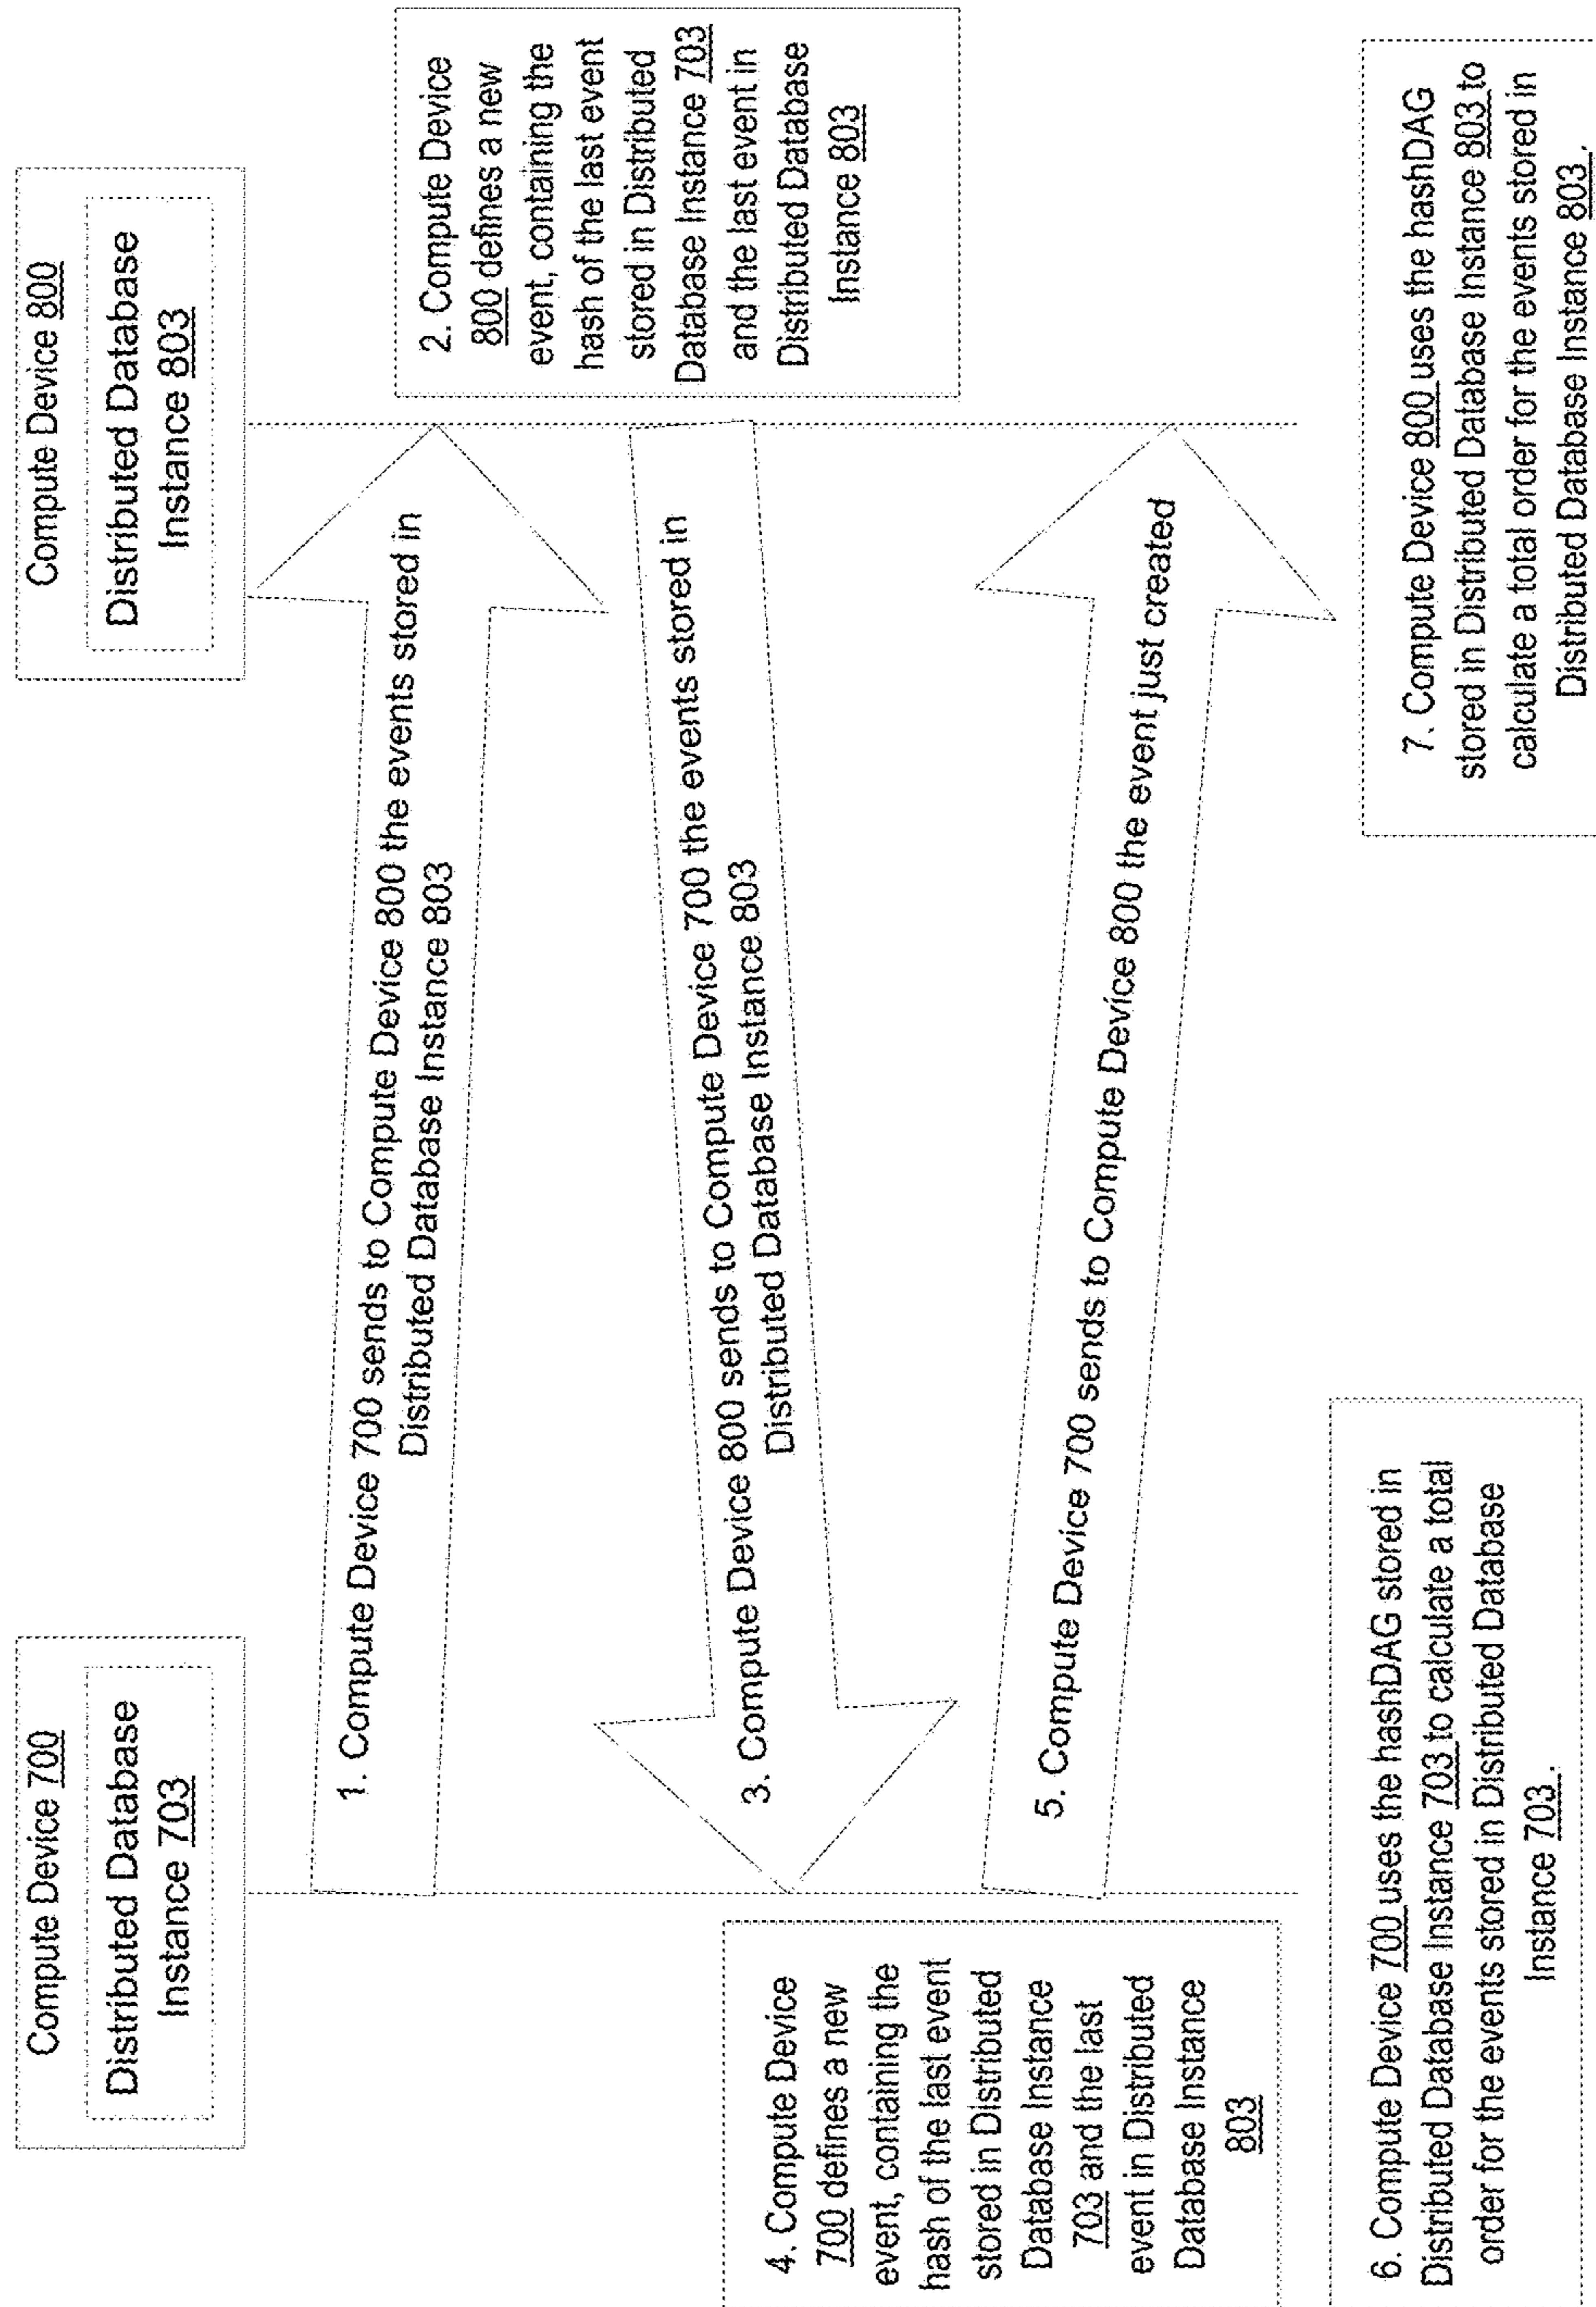 Compute Device 700
Distributed Database
Instance 703
Compute Device 800
Distributed Database
Instance 803
1. Compute Device 700 sends to Compute Device 800 the events stored in
Distributed Database Instance 803
2. Compute Device
800 defines a new
event, containing the
hash of the last event
stored in Distributed
Database Instance 703
and the last event in
Distributed Database
Instance 803
3. Compute Device 800 sends to Compute Device 700 the events stored in
Distributed Database Instance 803
4. Compute Device
700 defines a new
event, containing the
hash of the last event
stored in Distributed
Database Instance
703 and the last
event in Distributed
Database Instance
803
5. Compute Device 700 sends to Compute Device 800 the event just created
6. Compute Device 700 uses the hashDAG stored in
Distributed Database Instance 703 to calculate a total
order for the events stored in Distributed Database
Instance 703.
7. Compute Device 800 uses the hashDAG
stored in Distributed Database Instance 803 to
calculate a total order for the events stored in
Distributed Database Instance 803.